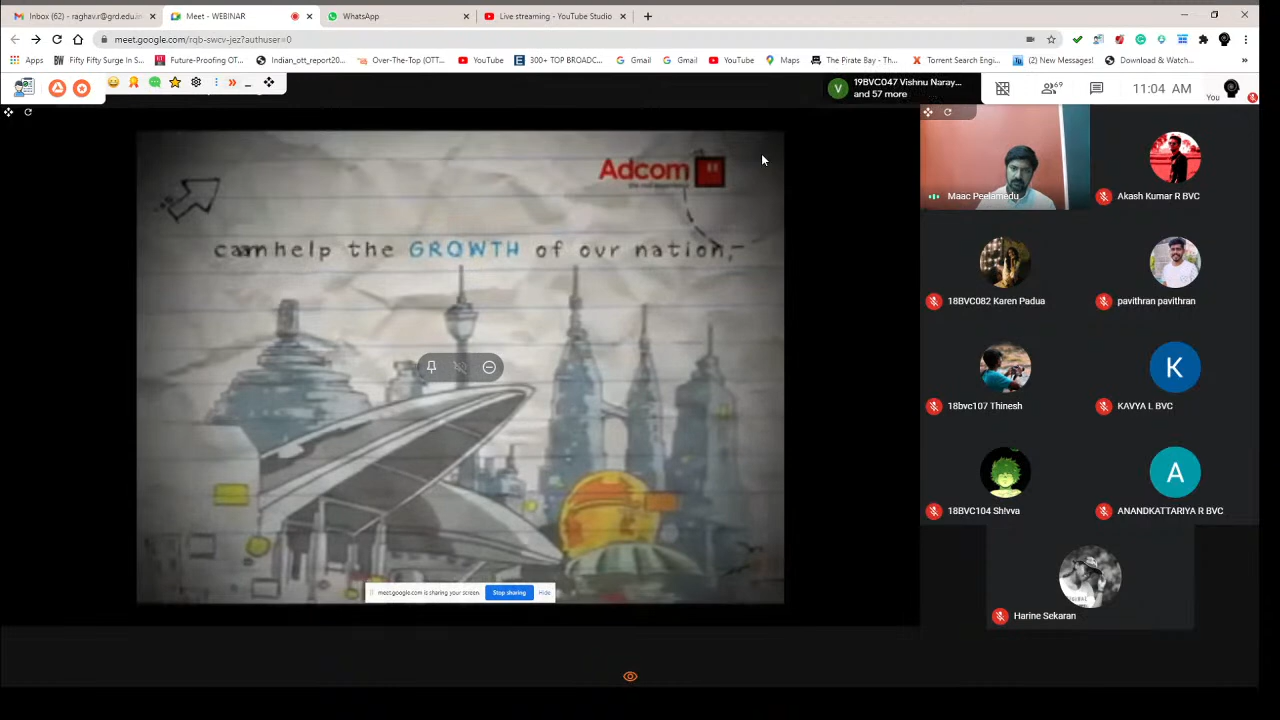 Inbox (62) - raghav.r@grd.edu.in
Meet - WEBINAR
WhatsApp
Live streaming - YouTube Studio
meet.google.com/rqb-swcv-jez?authuser=0
Apps
Fifty Fifty Surge in S...
Future-Proofing OT...
Indian_ott_report20...
Over-The-Top (OTT...
YouTube
300+ TOP BROADC...
Gmail
Gmail
YouTube
Maps
The Pirate Bay - Th...
Torrent Search Engi...
(2) New Messages!
Download & Watch...
19BVC047 Vishnu Naray...
and 57 more
69
11:04 AM
You
Adcom
help the GROWTH of our nation,
Maac Peelamedu
Akash Kumar R BVC
18BVC082 Karen Padua
pavithran pavithran
18bvc107 Thinesh
K
KAVYA L BVC
18BVC104 Sh!vva
A
ANANDKATTARIYA R BVC
Harine Sekaran
meet.google.com is sharing your screen.
Stop sharing
Hide